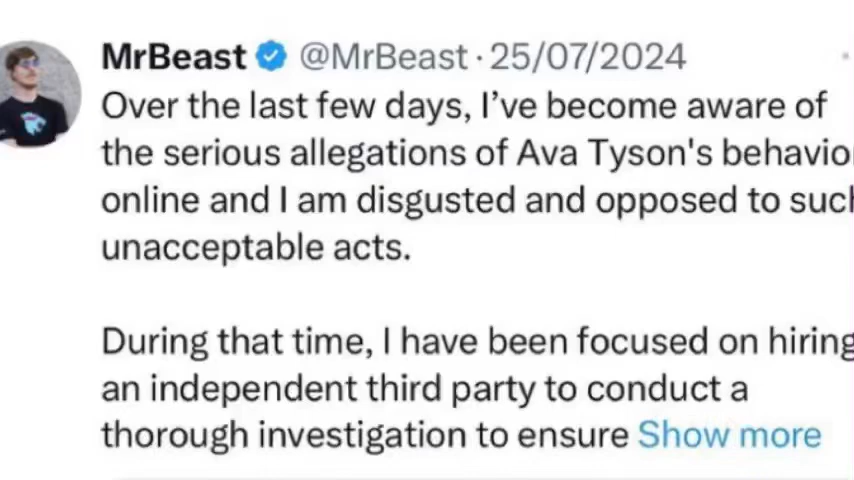 MrBeast @MrBeast · 25/07/2024
Over the last few days, I've become aware of
the serious allegations of Ava Tyson's behavio
online and I am disgusted and opposed to such
unacceptable acts.
During that time, I have been focused on hiring
an independent third party to conduct a
thorough investigation to ensure Show more